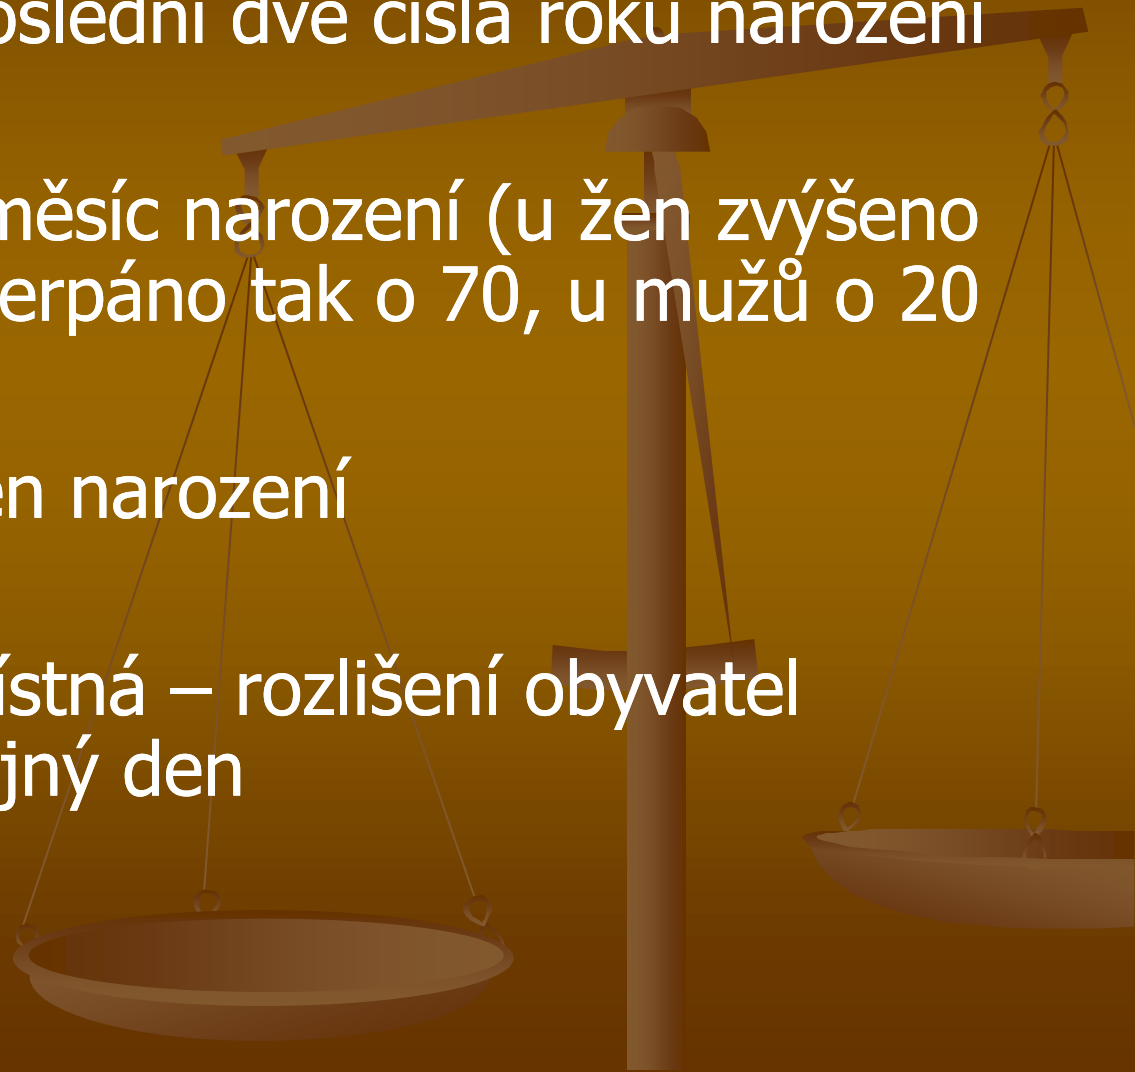 oslední dvě čísla roku narození
měsíc narození (u žen zvýšeno
erpáno tak o 70, u mužů o 20
en narození
ístná – rozlišení obyvatel
jný den